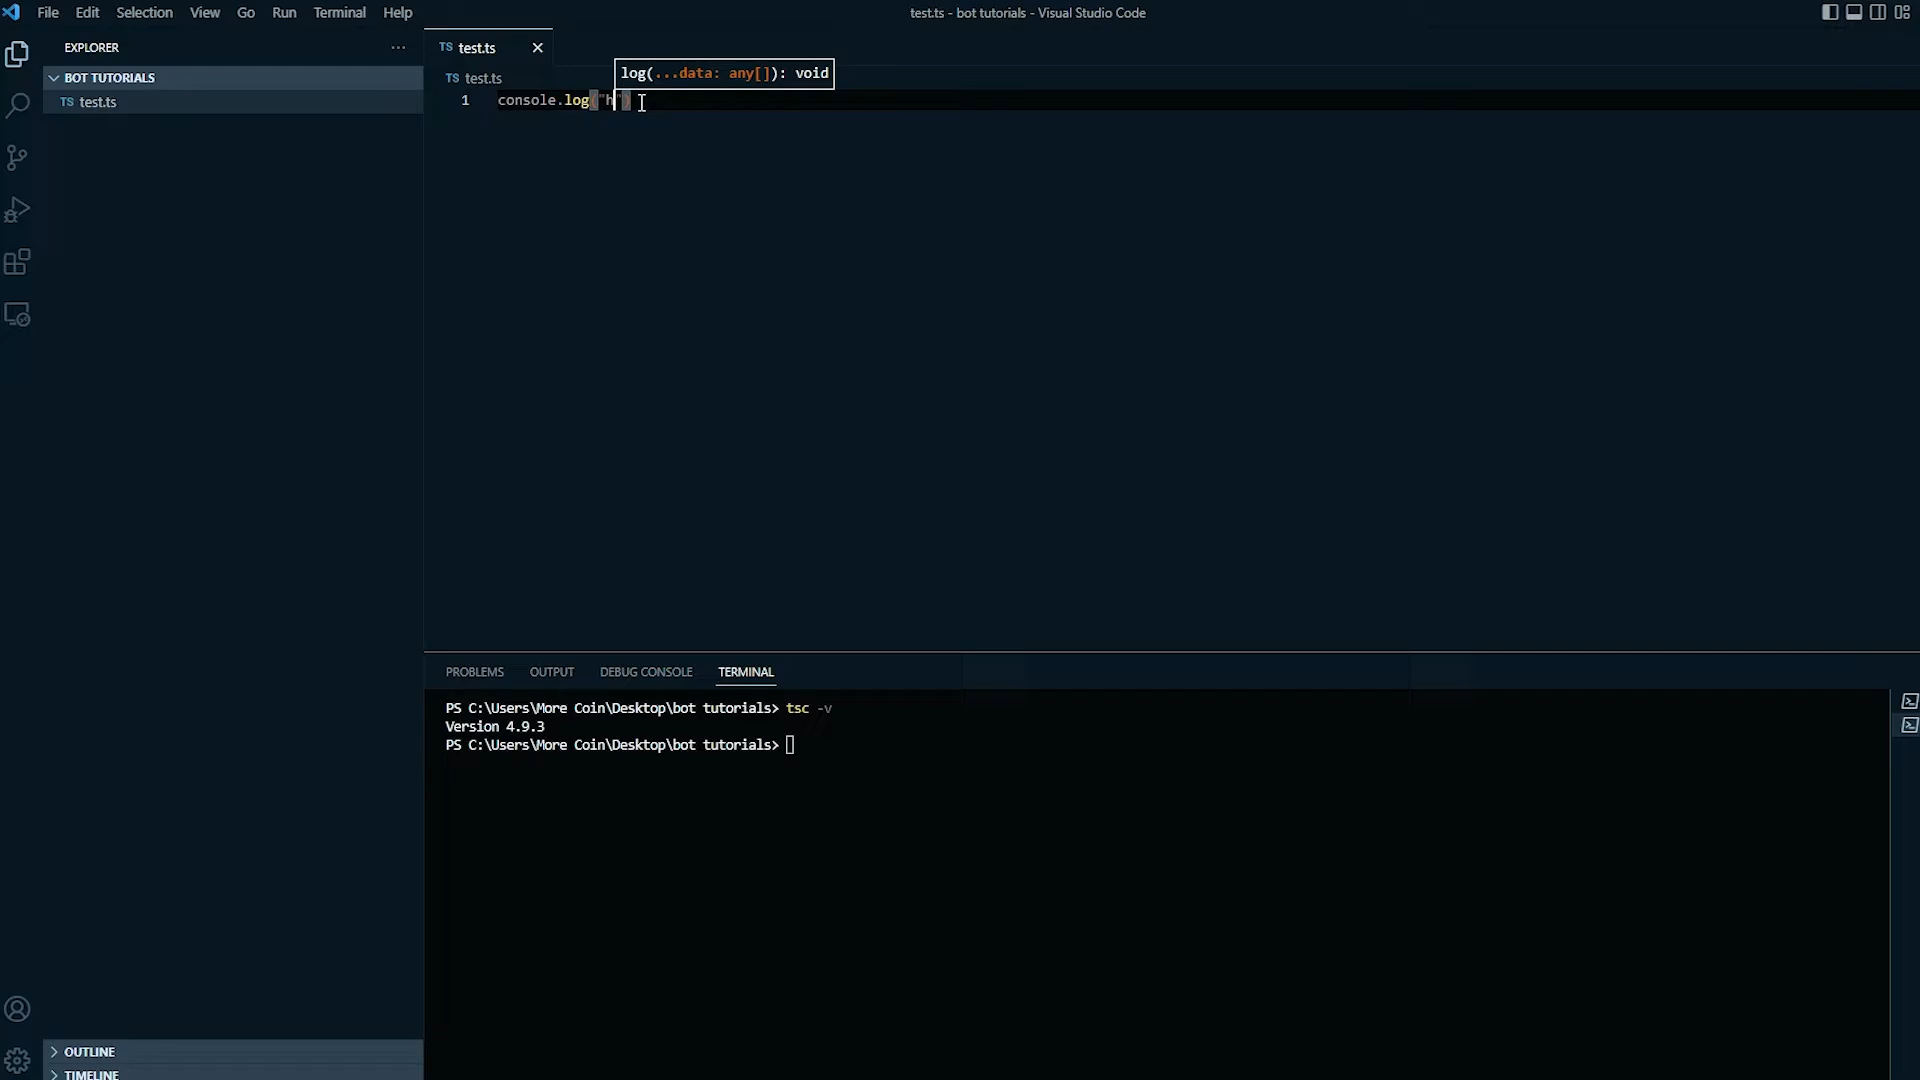 File Edit Selection View Go Run Terminal Help
test.ts - bot tutorials - Visual Studio Code
EXPLORER
BOT TUTORIALS
TS test.ts
TS test.ts
TS test.ts
log(...data: any[]): void
1 console.log("h")
PROBLEMS OUTPUT DEBUG CONSOLE TERMINAL
PS C:\Users\More Coin\Desktop\bot tutorials> tsc -v
Version 4.9.3
PS C:\Users\More Coin\Desktop\bot tutorials>
OUTLINE
TIMELINE